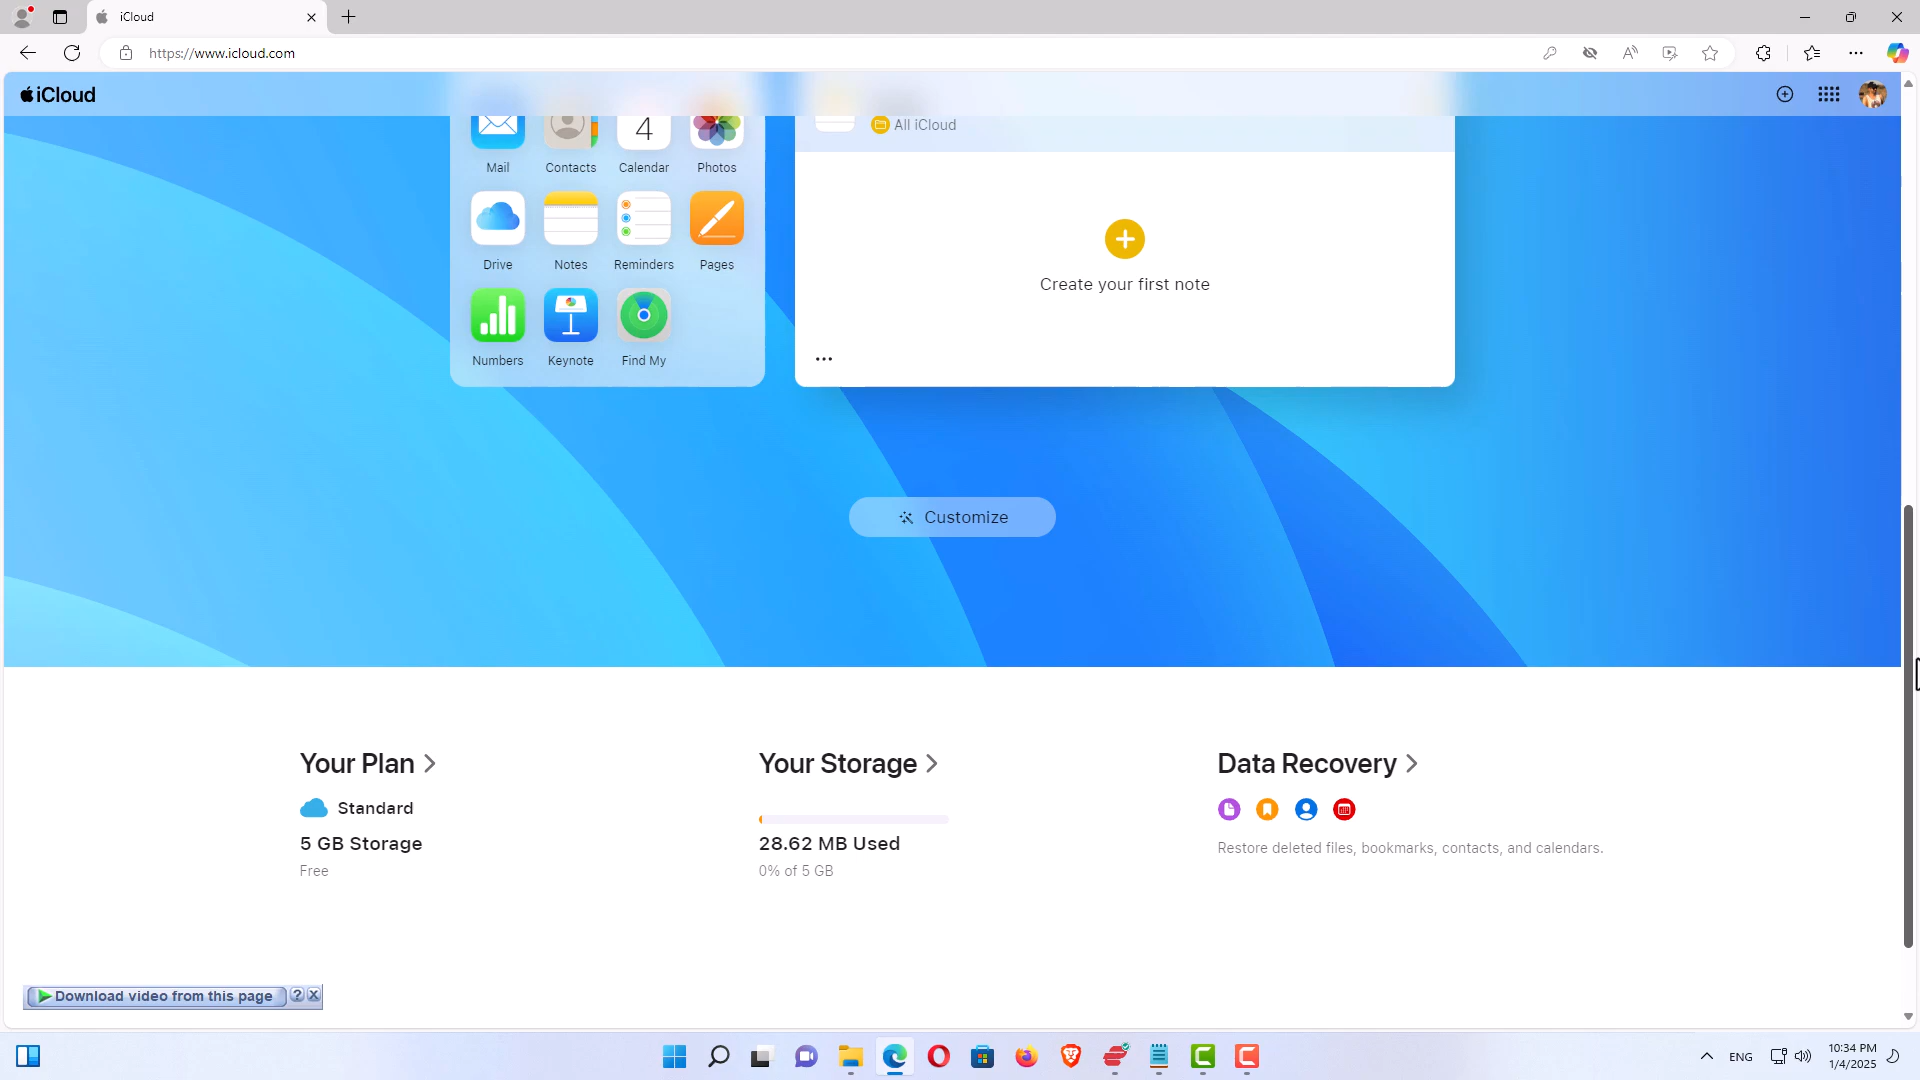 iCloud
https://www.icloud.com
iCloud
4
All iCloud
Mail
Contacts
Calendar
Photos
Drive
Notes
Reminders
Pages
Create your first note
Numbers
Keynote
Find My
Customize
Your Plan
Standard
5 GB Storage
Free
Your Storage
28.62 MB Used
0% of 5 GB
Data Recovery
Restore deleted files, bookmarks, contacts, and calendars.
Download video from this page
ENG
10:34 PM
1/4/2025